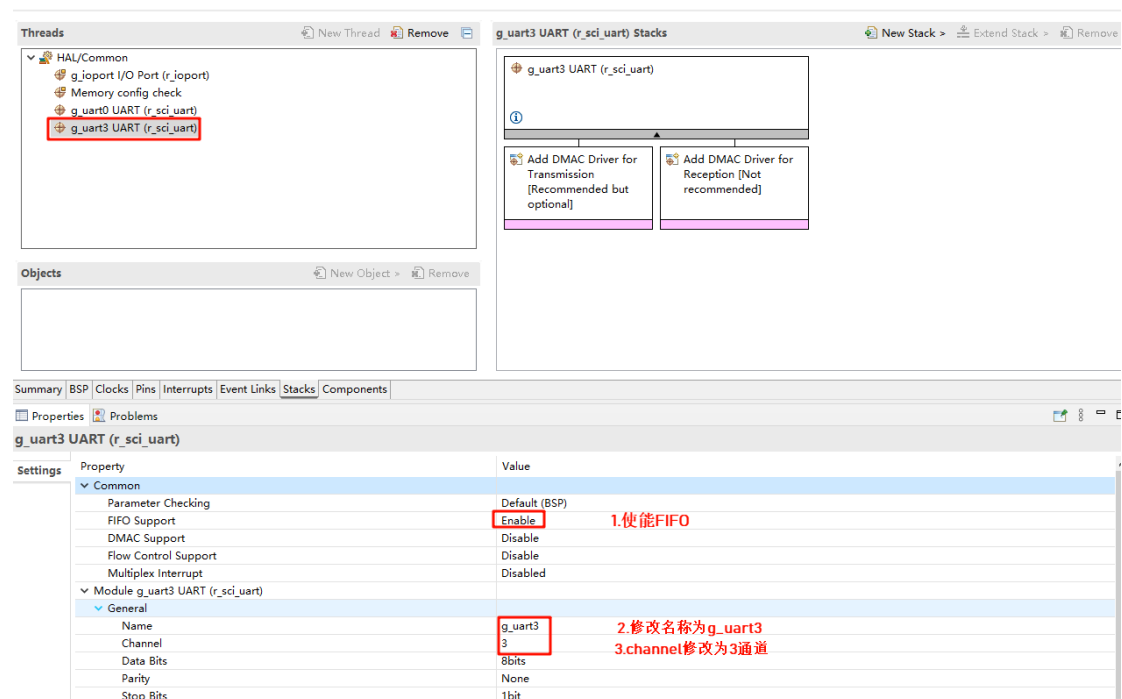 Threads
New Thread
Remove
HAL/Common
g_ioport I/O Port (r_ioport)
Memory config check
g_uart0 UART (r_sci_uart)
g_uart3 UART (r_sci_uart)
Objects
New Object >
Remove
g_uart3 UART (r_sci_uart) Stacks
New Stack >
Extend Stack >
Remove
g_uart3 UART (r_sci_uart)
Add DMAC Driver for
Transmission
[Recommended but
optional]
Add DMAC Driver for
Reception [Not
recommended]
Summary BSP Clocks Pins Interrupts Event Links Stacks Components
Properties Problems
g_uart3 UART (r_sci_uart)
Settings
Property Value
Common
Parameter Checking Default (BSP)
FIFO Support Enable 1.使能FIFO
DMAC Support Disable
Flow Control Support Disable
Multiplex Interrupt Disabled
Module g_uart3 UART (r_sci_uart)
General
Name g_uart3 2.修改名称为g_uart3
Channel 3 3.channel修改为3通道
Data Bits 8bits
Parity None
Stop Bits 1bit